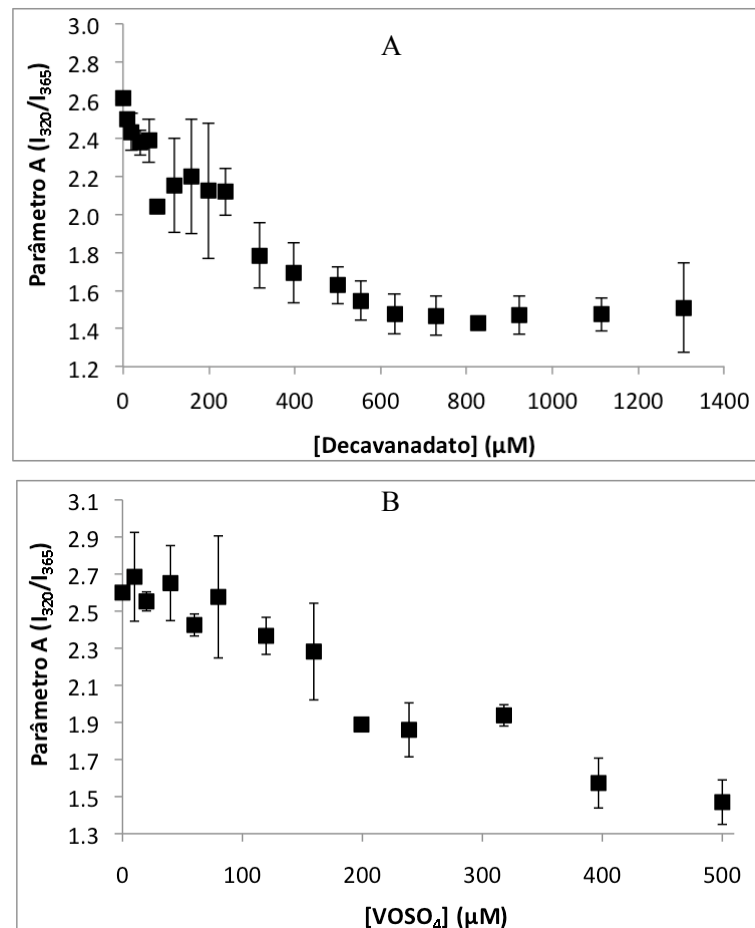 A
3.0
2.8
2.6
2.4
2.2
2.0
1.8
1.6
1.4
1.2
Parâmetro A (I₃₂₀/I₃₆₅)
0 200 400 600 800 1000 1200 1400
[Decavanadato] (µM)
B
3.1
2.9
2.7
2.5
2.3
2.1
1.9
1.7
1.5
1.3
Parâmetro A (I₃₂₀/I₃₆₅)
0 100 200 300 400 500
[VOSO₄] (µM)